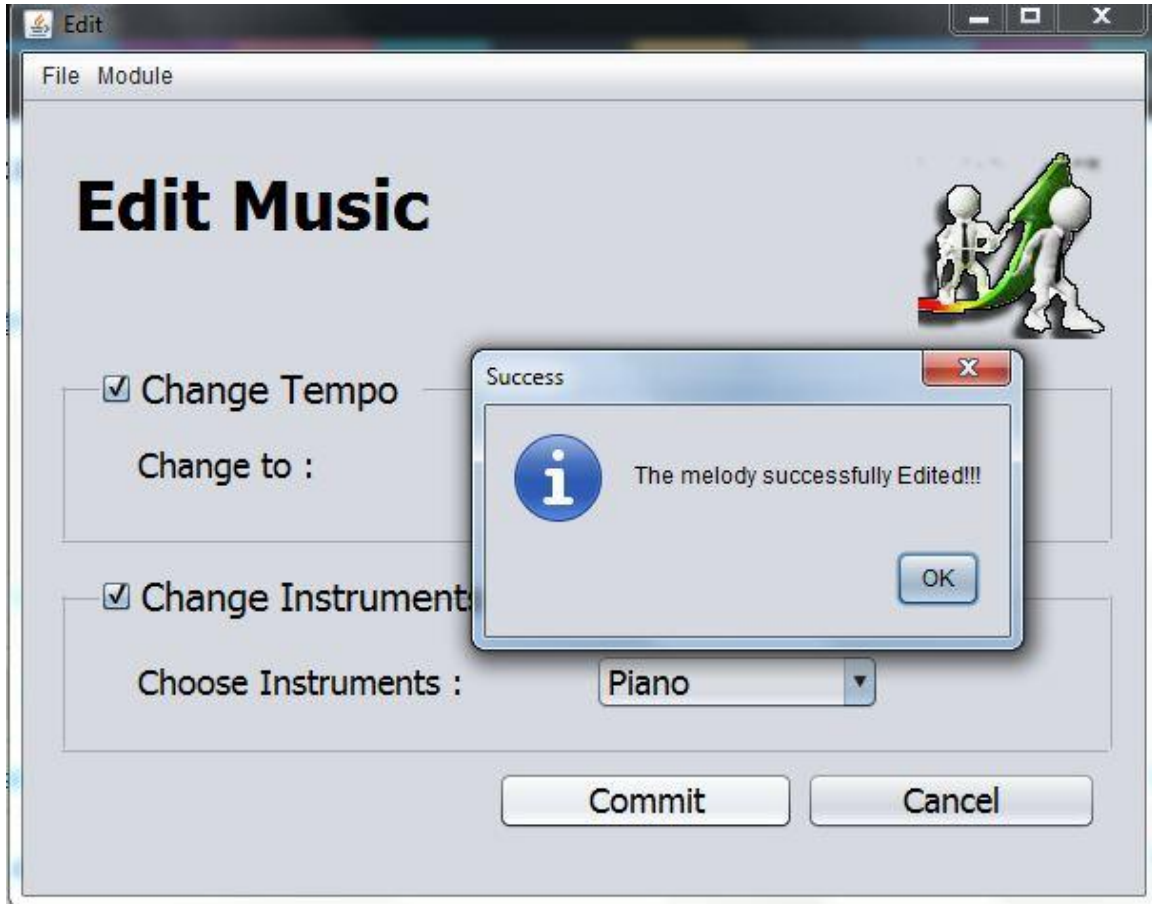 Edit
File Module
Edit Music
Change Tempo
Change to :
Success
The melody successfully Edited!!!
OK
Change Instruments
Choose Instruments :
Piano
Commit
Cancel